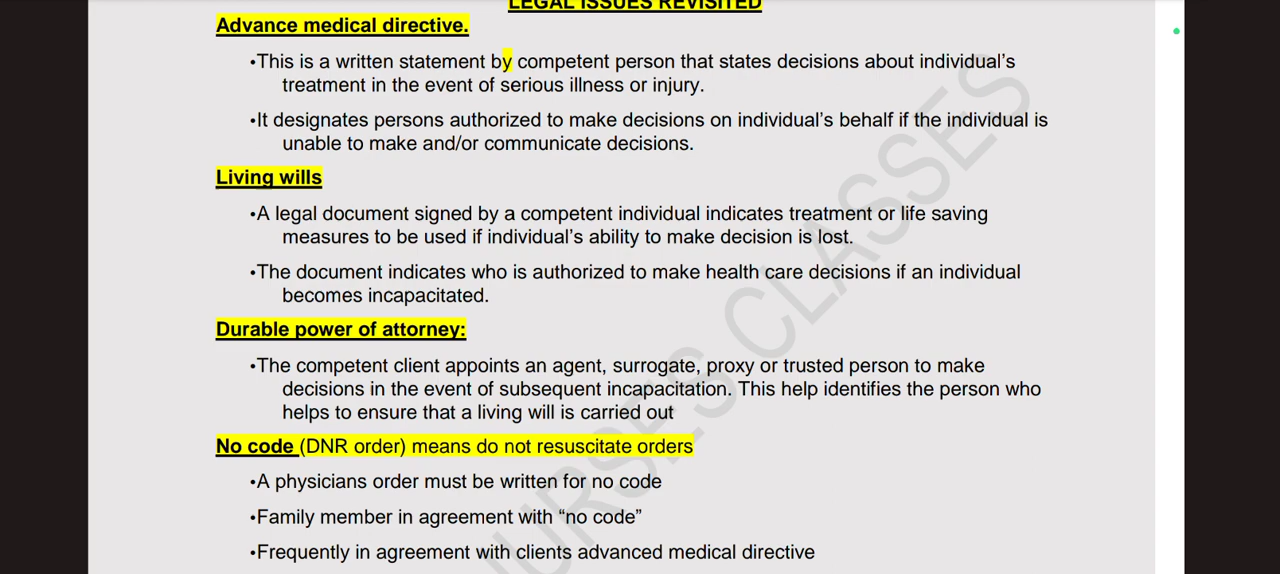 LEGAL ISSUES REVISITED
Advance medical directive.
•This is a written statement by competent person that states decisions about individual's
treatment in the event of serious illness or injury.
•It designates persons authorized to make decisions on individual's behalf if the individual is
unable to make and/or communicate decisions.
Living wills
•A legal document signed by a competent individual indicates treatment or life saving
measures to be used if individual's ability to make decision is lost.
•The document indicates who is authorized to make health care decisions if an individual
becomes incapacitated.
Durable power of attorney:
•The competent client appoints an agent, surrogate, proxy or trusted person to make
decisions in the event of subsequent incapacitation. This help identifies the person who
helps to ensure that a living will is carried out
No code (DNR order) means do not resuscitate orders
•A physicians order must be written for no code
•Family member in agreement with “no code”
•Frequently in agreement with clients advanced medical directive
URSES CLASSES